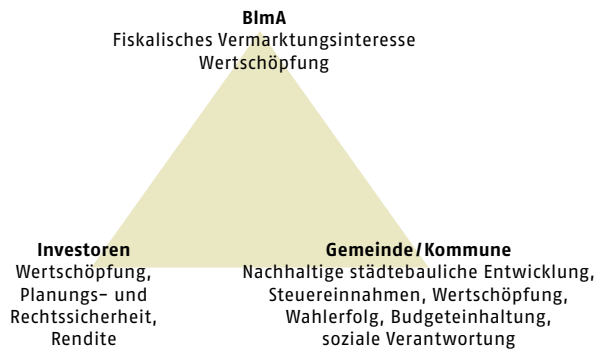 BImA
Fiskalisches Vermarktungsinteresse
Wertschöpfung
Investoren
Wertschöpfung,
Planungs- und
Rechtssicherheit,
Rendite
Gemeinde/Kommune
Nachhaltige städtebauliche Entwicklung,
Steuereinnahmen, Wertschöpfung,
Wahlerfolg, Budgeteinhaltung,
soziale Verantwortung